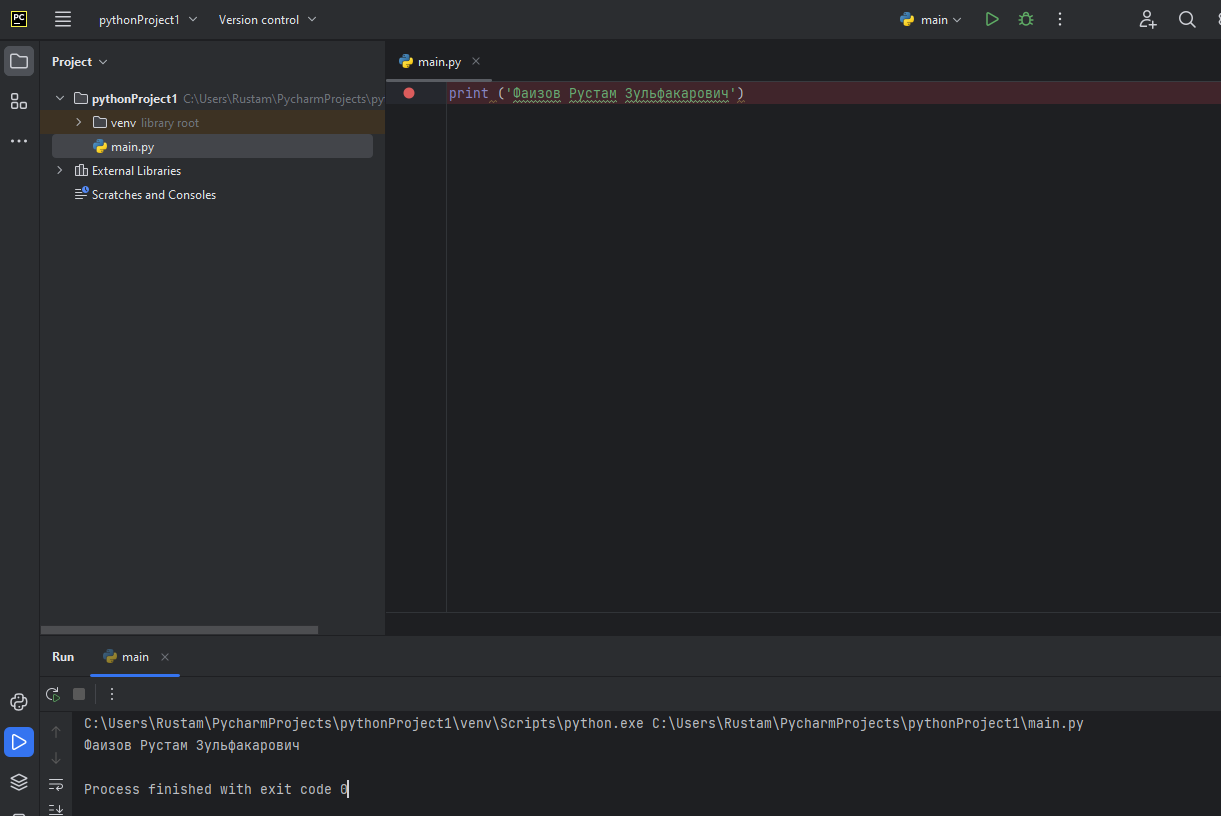 PC pythonProject1 Version control main
Project
main.py
pythonProject1 C:\Users\Rustam\PycharmProjects\py
print ('Фаизов Рустам Зульфакарович')
venv library root
main.py
External Libraries
Scratches and Consoles
Run main
C:\Users\Rustam\PycharmProjects\pythonProject1\venv\Scripts\python.exe C:\Users\Rustam\PycharmProjects\pythonProject1\main.py
Фаизов Рустам Зульфакарович
Process finished with exit code 0